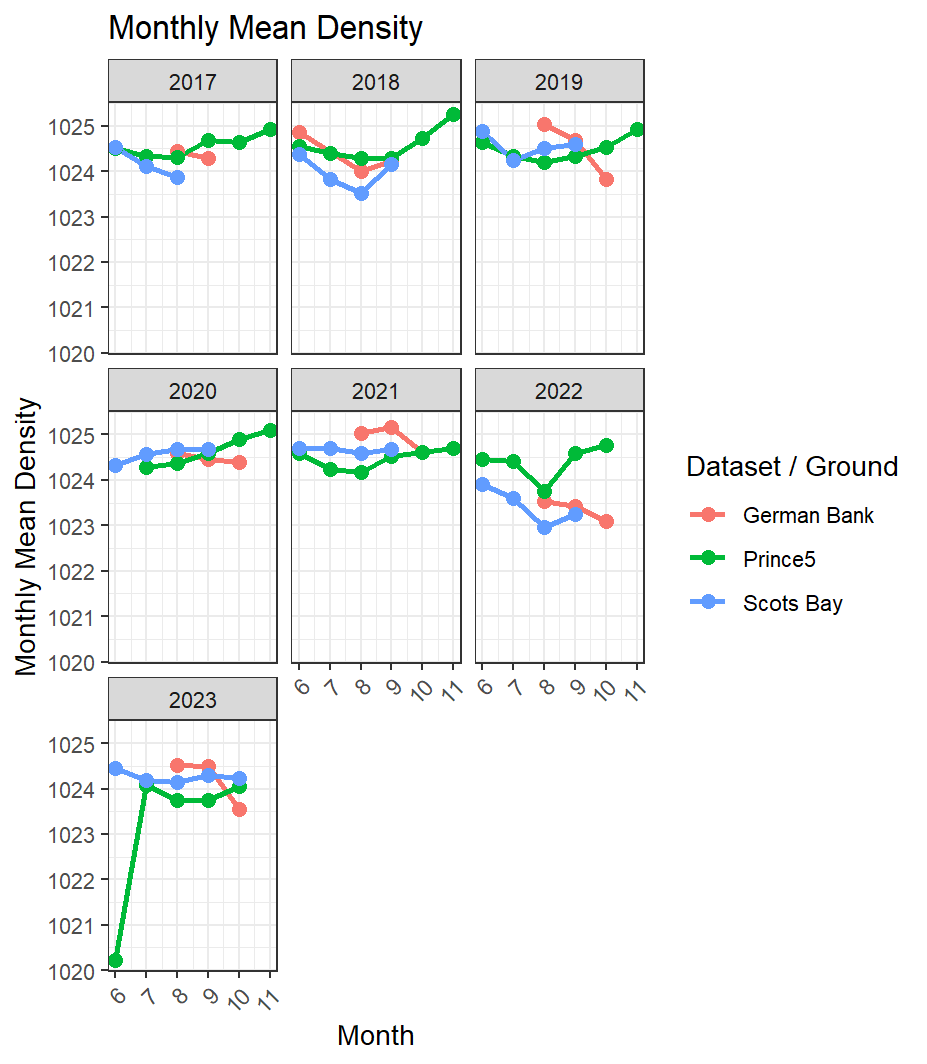 Monthly Mean Density
2017 2018 2019
1025
1024
1023
1022
1021
1020
2020 2021 2022
1025
1024
1023
1022
1021
1020
6 7 8 9 10 11 6 7 8 9 10 11
2023
1025
1024
1023
1022
1021
1020
6 7 8 9 10 11
Month
Monthly Mean Density
Dataset / Ground
German Bank
Prince5
Scots Bay